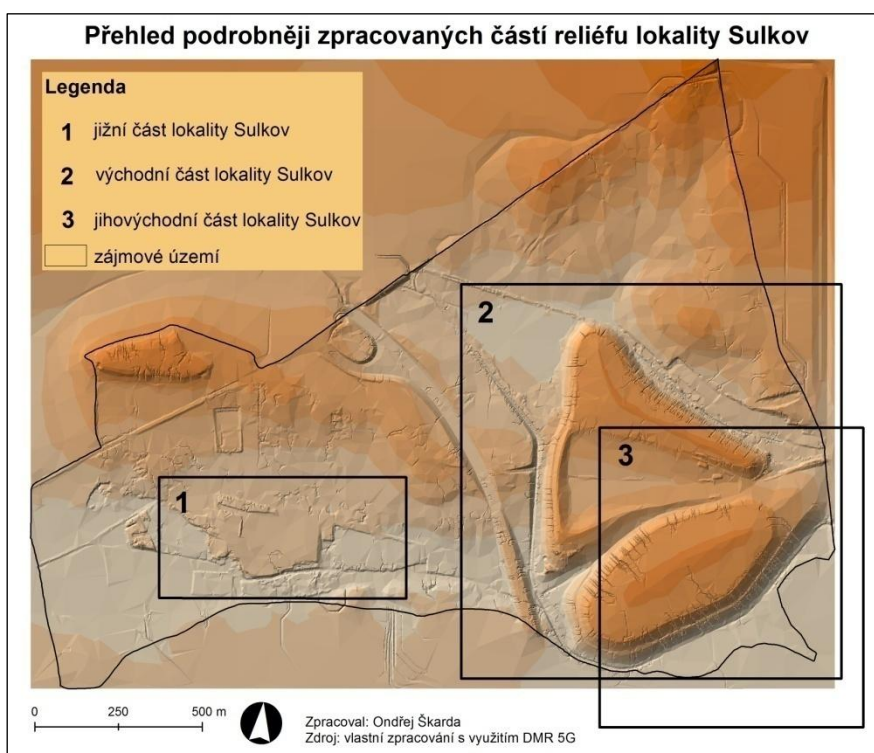 Přehled podrobněji zpracovaných částí reliéfu lokality Sulkov
Legenda
1 jižní část lokality Sulkov
2 východní část lokality Sulkov
3 jihovýchodní část lokality Sulkov
zájmové území
2
3
1
0 250 500 m
Zpracoval: Ondřej Škarda
Zdroj: vlastní zpracování s využitím DMR 5G